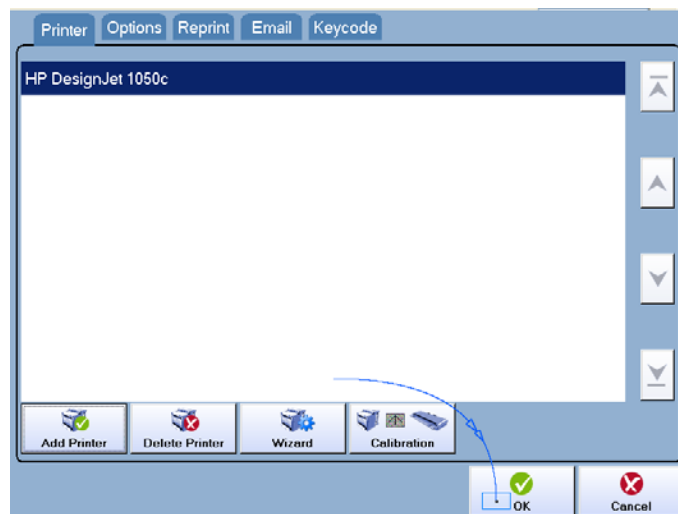 Printer Options Reprint Email Keycode
HP DesignJet 1050c
Add Printer Delete Printer Wizard Calibration
OK Cancel